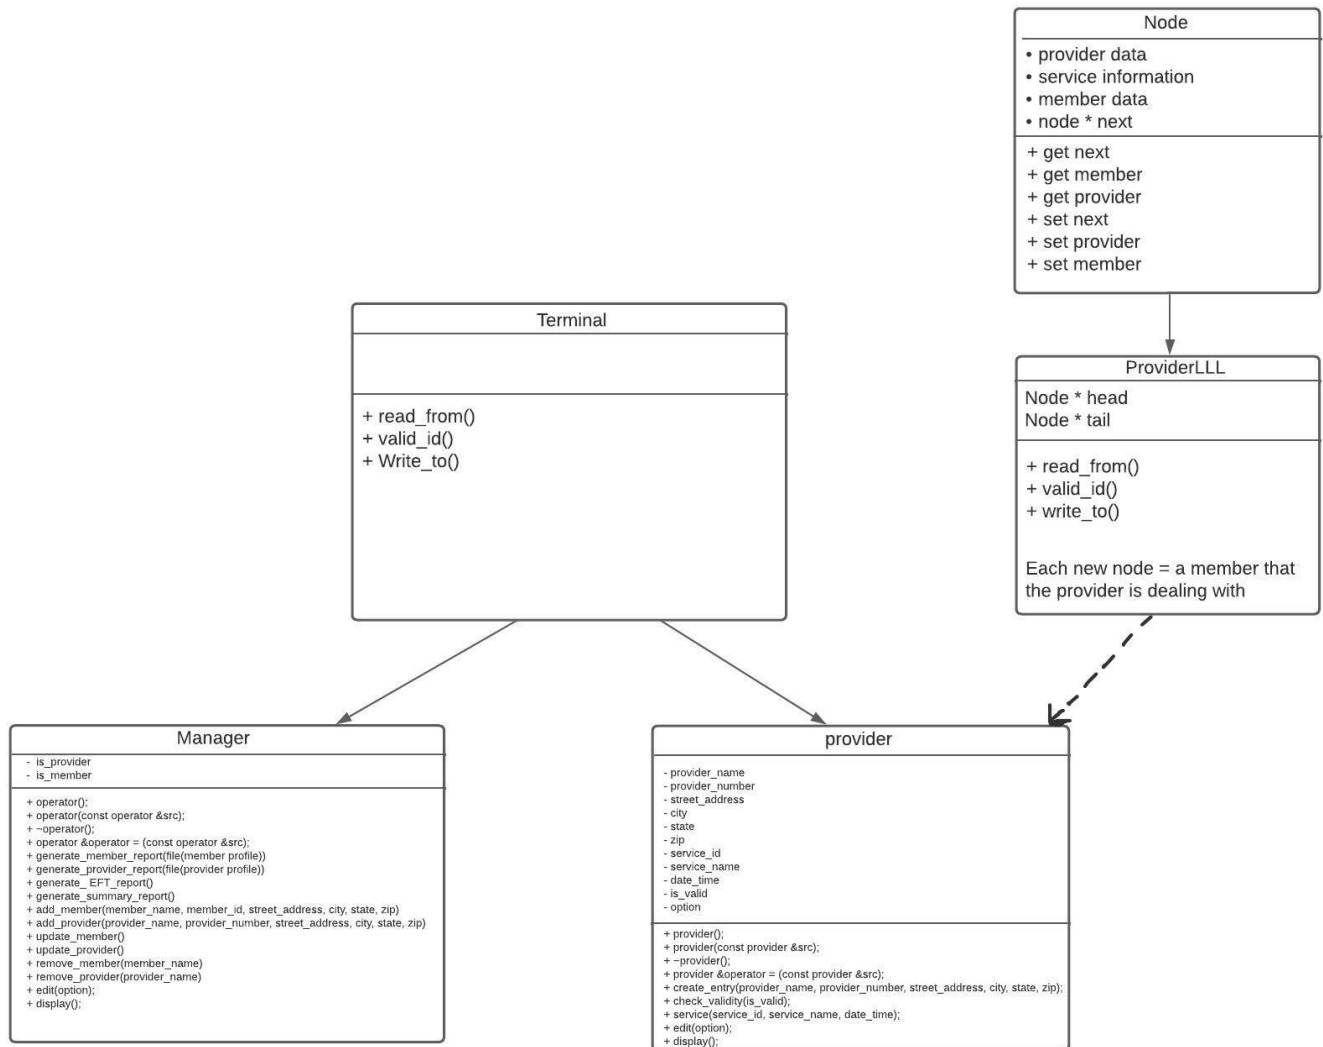 Node
• provider data
• service information
• member data
• node * next
+ get next
+ get member
+ get provider
+ set next
+ set provider
+ set member
Terminal
+ read_from()
+ valid_id()
+ Write_to()
ProviderLLL
Node * head
Node * tail
+ read_from()
+ valid_id()
+ write_to()
Each new node = a member that
the provider is dealing with
Manager
- is_provider
- is_member
+ operator();
+ operator(const operator &src);
+ ~operator();
+ operator &operator = (const operator &src);
+ generate_member_report(file(member profile))
+ generate_provider_report(file(provider profile))
+ generate_ EFT_report()
+ generate_summary_report()
+ add_member(member_name, member_id, street_address, city, state, zip)
+ add_provider(provider_name, provider_number, street_address, city, state, zip)
+ update_member()
+ update_provider()
+ remove_member(member_name)
+ remove_provider(provider_name)
+ edit(option);
+ display();
provider
- provider_name
- provider_number
- street_address
- city
- state
- zip
- service_id
- service_name
- date_time
- is_valid
- option
+ provider();
+ provider(const provider &src);
+ ~provider();
+ provider &operator = (const provider &src);
+ create_entry(provider_name, provider_number, street_address, city, state, zip);
+ check_validity(is_valid);
+ service(service_id, service_name, date_time);
+ edit(option);
+ display();